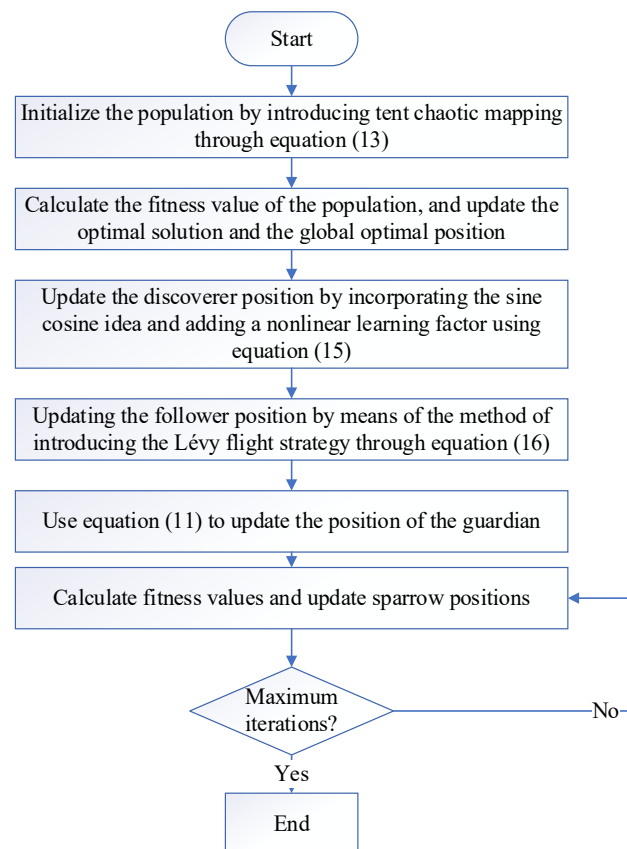 Start
Initialize the population by introducing tent chaotic mapping
through equation (13)
Calculate the fitness value of the population, and update the
optimal solution and the global optimal position
Update the discoverer position by incorporating the sine
cosine idea and adding a nonlinear learning factor using
equation (15)
Updating the follower position by means of the method of
introducing the Lévy flight strategy through equation (16)
Use equation (11) to update the position of the guardian
Calculate fitness values and update sparrow positions
Maximum
iterations?
No
Yes
End